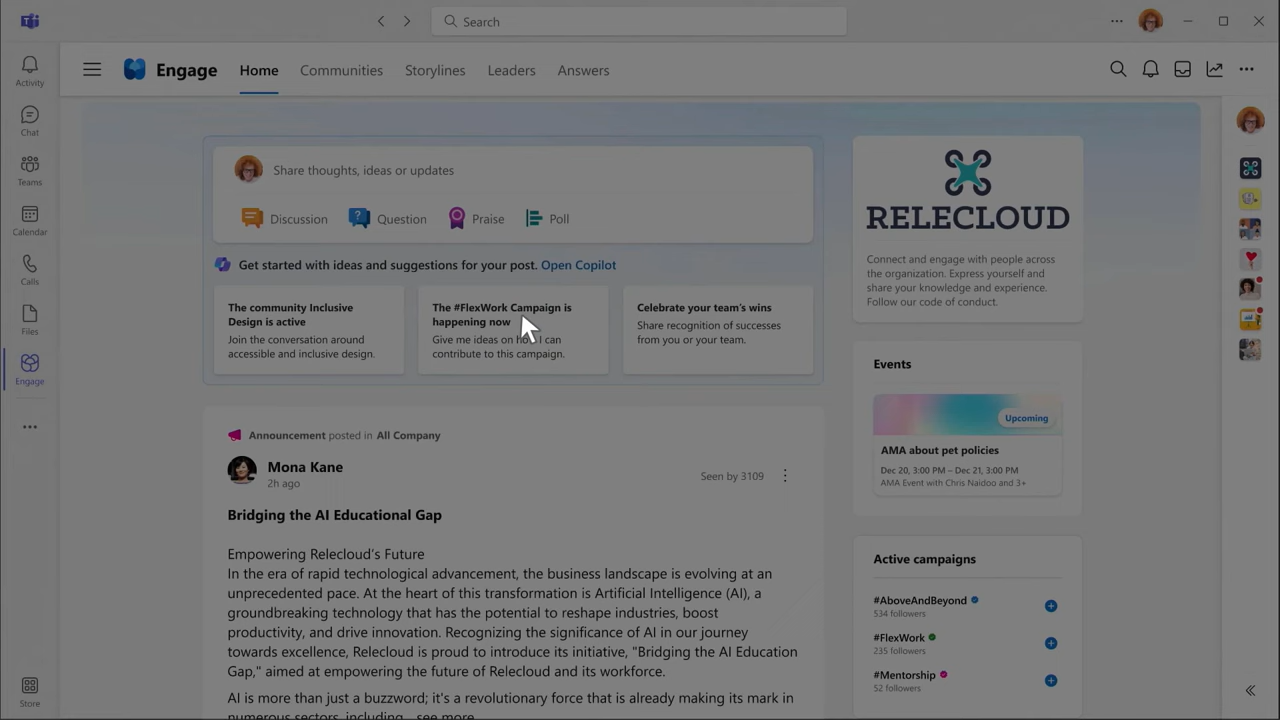 Search
Activity
Chat
Teams
Calendar
Calls
Files
Engage
Store
Engage
Home
Communities
Storylines
Leaders
Answers
Share thoughts, ideas or updates
Discussion
Question
Praise
Poll
Get started with ideas and suggestions for your post. Open Copilot
The community Inclusive
Design is active
Join the conversation around
accessible and inclusive design.
The #FlexWork Campaign is
happening now
Give me ideas on how I can
contribute to this campaign.
Celebrate your team's wins
Share recognition of successes
from you or your team.
Announcement posted in All Company
Mona Kane
2h ago
Seen by 3109
Bridging the AI Educational Gap
Empowering Relecloud's Future
In the era of rapid technological advancement, the business landscape is evolving at an
unprecedented pace. At the heart of this transformation is Artificial Intelligence (AI), a
groundbreaking technology that has the potential to reshape industries, boost
productivity, and drive innovation. Recognizing the significance of AI in our journey
towards excellence, Relecloud is proud to introduce its initiative, "Bridging the AI Education
Gap," aimed at empowering the future of Relecloud and its workforce.
AI is more than just a buzzword; it's a revolutionary force that is already making its mark in
numerous sectors, including... see more
RELECLOUD
Connect and engage with people across
the organization. Express yourself and
share your knowledge and experience.
Follow our code of conduct.
Events
Upcoming
AMA about pet policies
Dec 20, 3:00 PM – Dec 21, 3:00 PM
AMA Event with Chris Naidoo and 3+
Active campaigns
#AboveAndBeyond
534 followers
#FlexWork
235 followers
#Mentorship
52 followers